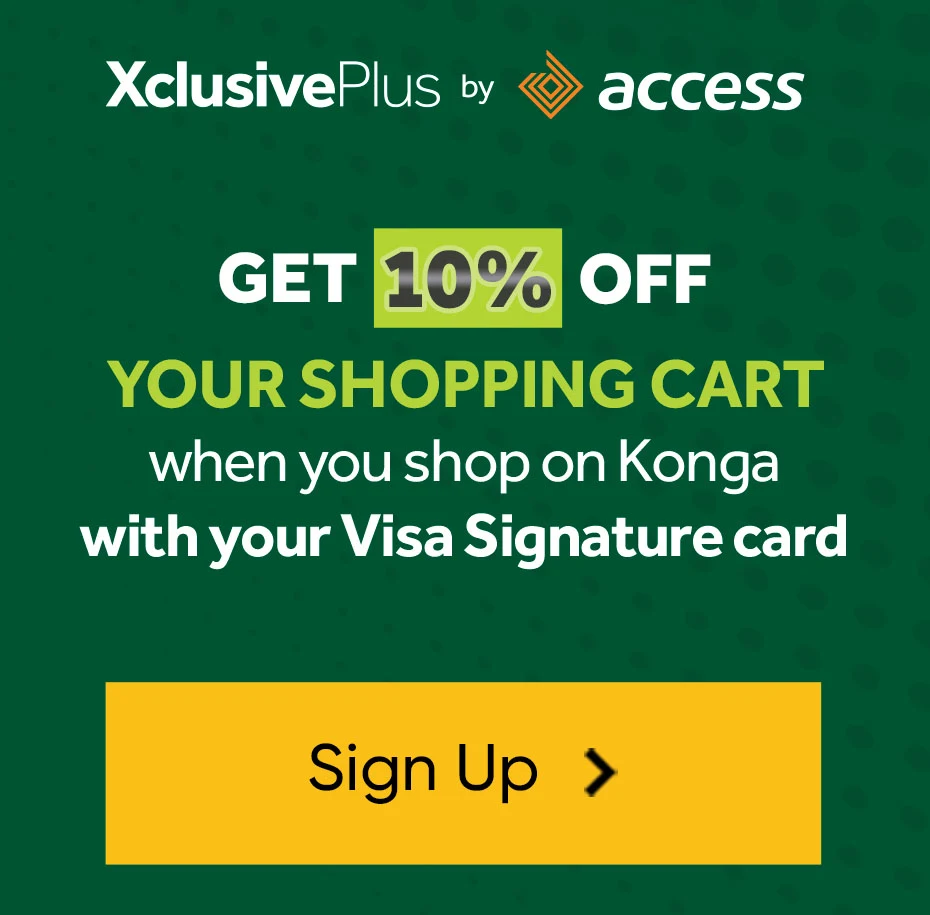 XclusivePlus by access
GET 10% OFF
YOUR SHOPPING CART
when you shop on Konga
with your Visa Signature card
Sign Up